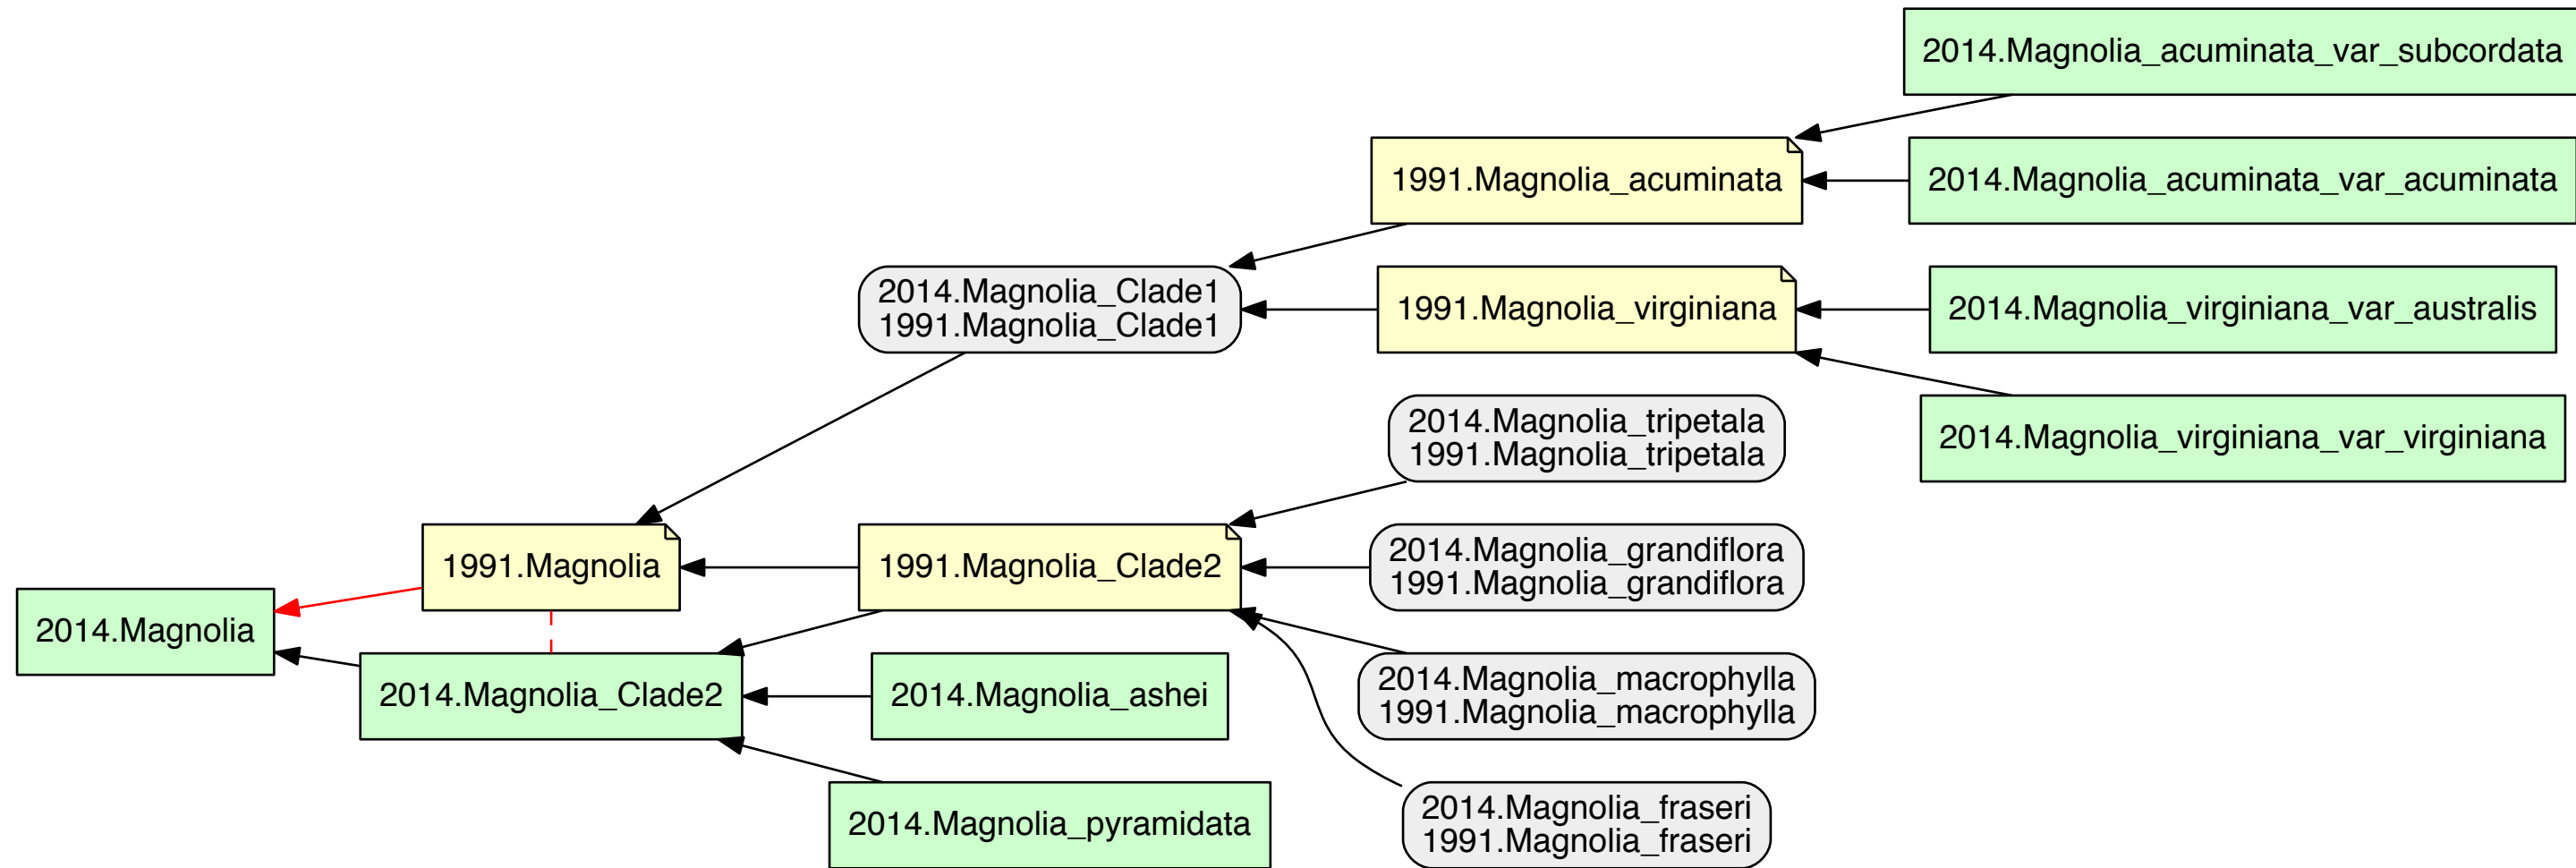 2014.Magnolia_acuminata_var_subcordata
1991.Magnolia_acuminata
2014.Magnolia_acuminata_var_acuminata
2014.Magnolia_Clade1
1991.Magnolia_Clade1
1991.Magnolia_virginiana
2014.Magnolia_virginiana_var_australis
2014.Magnolia_tripetala
1991.Magnolia_tripetala
2014.Magnolia_virginiana_var_virginiana
1991.Magnolia
1991.Magnolia_Clade2
2014.Magnolia_grandiflora
1991.Magnolia_grandiflora
2014.Magnolia
2014.Magnolia_Clade2
2014.Magnolia_ashei
2014.Magnolia_macrophylla
1991.Magnolia_macrophylla
2014.Magnolia_pyramidata
2014.Magnolia_fraseri
1991.Magnolia_fraseri